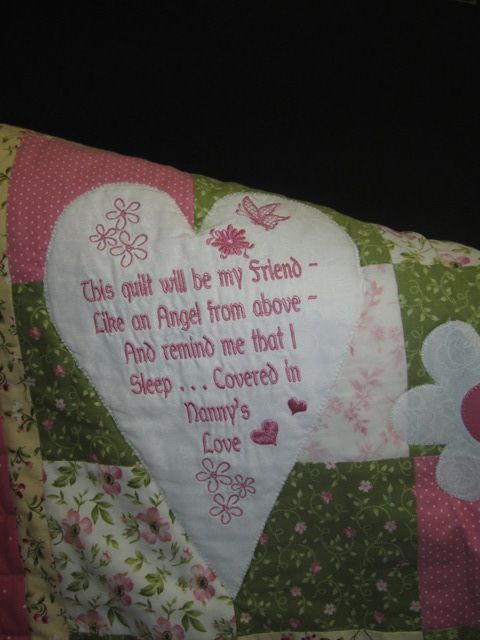 This quilt will be my Friend -
Like an Angel from above -
And remind me that I
Sleep . . . Covered in
Nanny's
Love